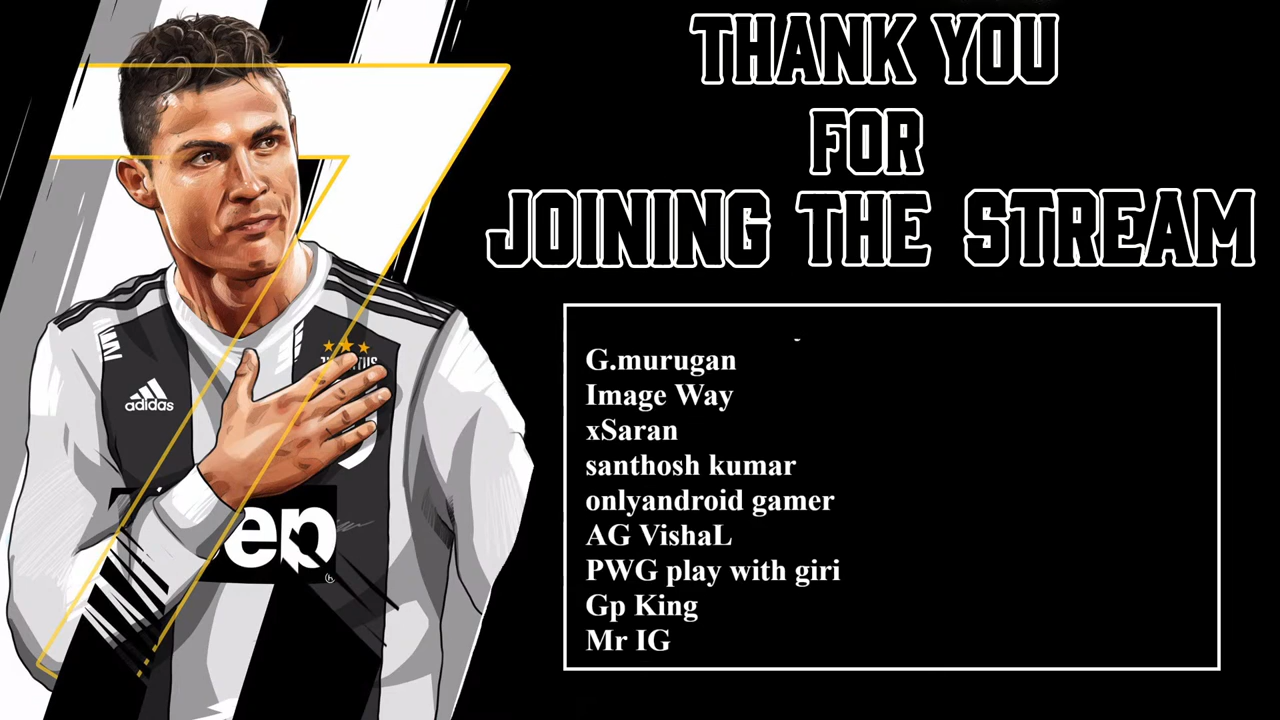 THANK YOU
FOR
JOINING THE STREAM
adidas
G.murugan
Image Way
xSaran
santhosh kumar
onlyandroid gamer
AG VishaL
PWG play with giri
Gp King
Mr IG